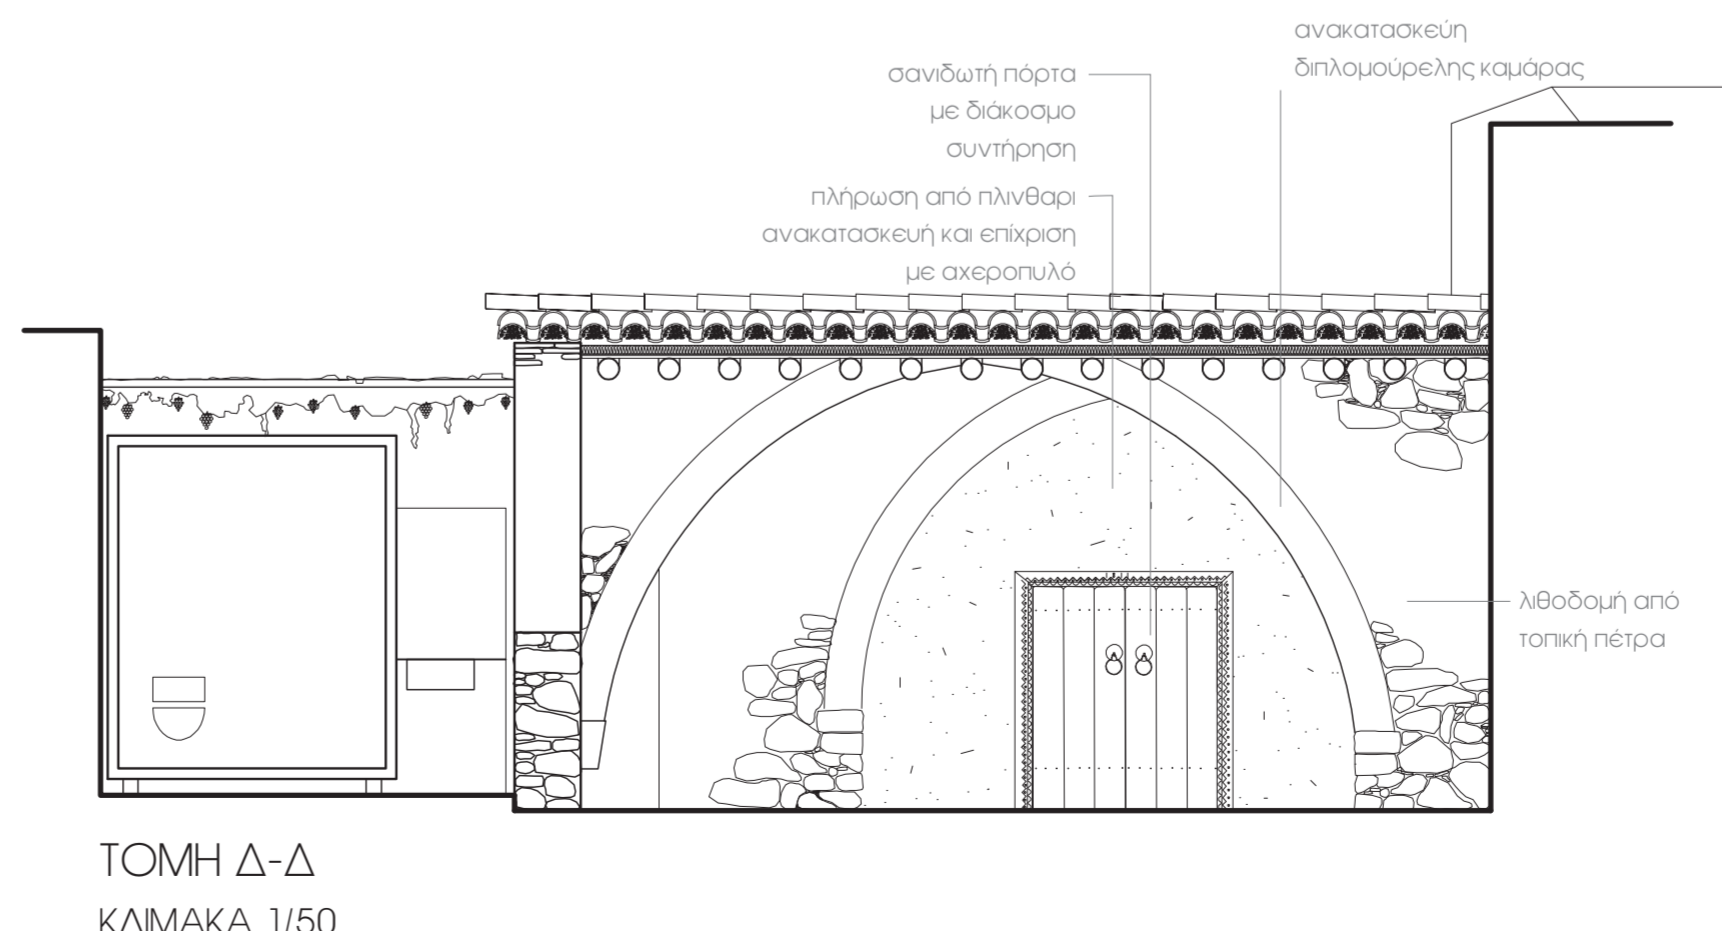 ανακατασκεύη
διπλομούρελης καμάρας
σανιδωτή πόρτα
με διάκοσμο
συντήρηση
πλήρωση από πλινθαρι
ανακατασκευή και επίχριση
με αχεροπυλό
λιθοδομή από
τοπική πέτρα
ΤΟΜΗ Δ-Δ
ΚΛΙΜΑΚΑ 1/50